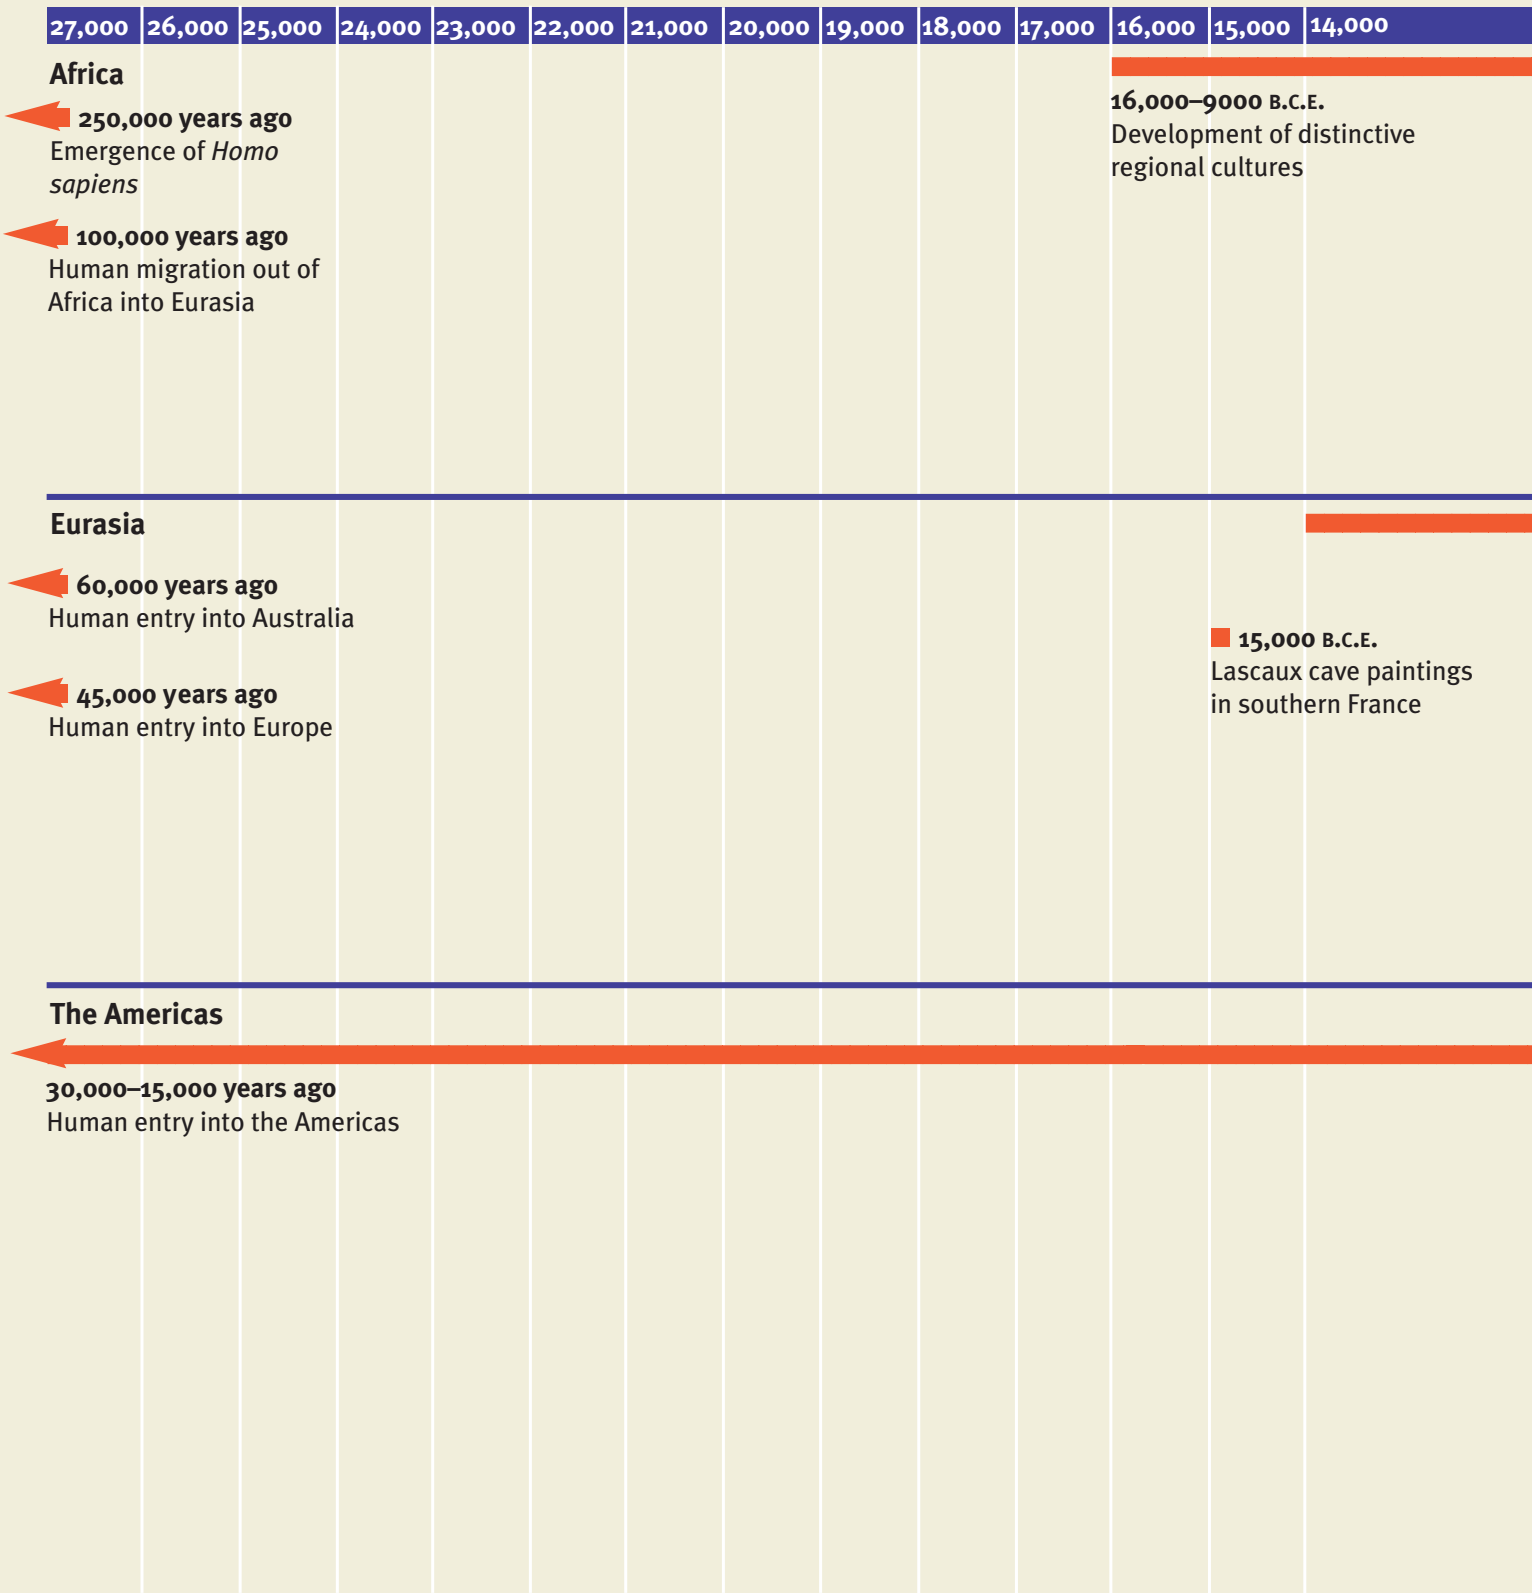 27,000 26,000 25,000 24,000 23,000 22,000 21,000 20,000 19,000 18,000 17,000 16,000 15,000 14,000
Africa
250,000 years ago
Emergence of Homo
sapiens
100,000 years ago
Human migration out of
Africa into Eurasia
16,000–9000 B.C.E.
Development of distinctive
regional cultures
Eurasia
60,000 years ago
Human entry into Australia
45,000 years ago
Human entry into Europe
15,000 B.C.E.
Lascaux cave paintings
in southern France
The Americas
30,000–15,000 years ago
Human entry into the Americas